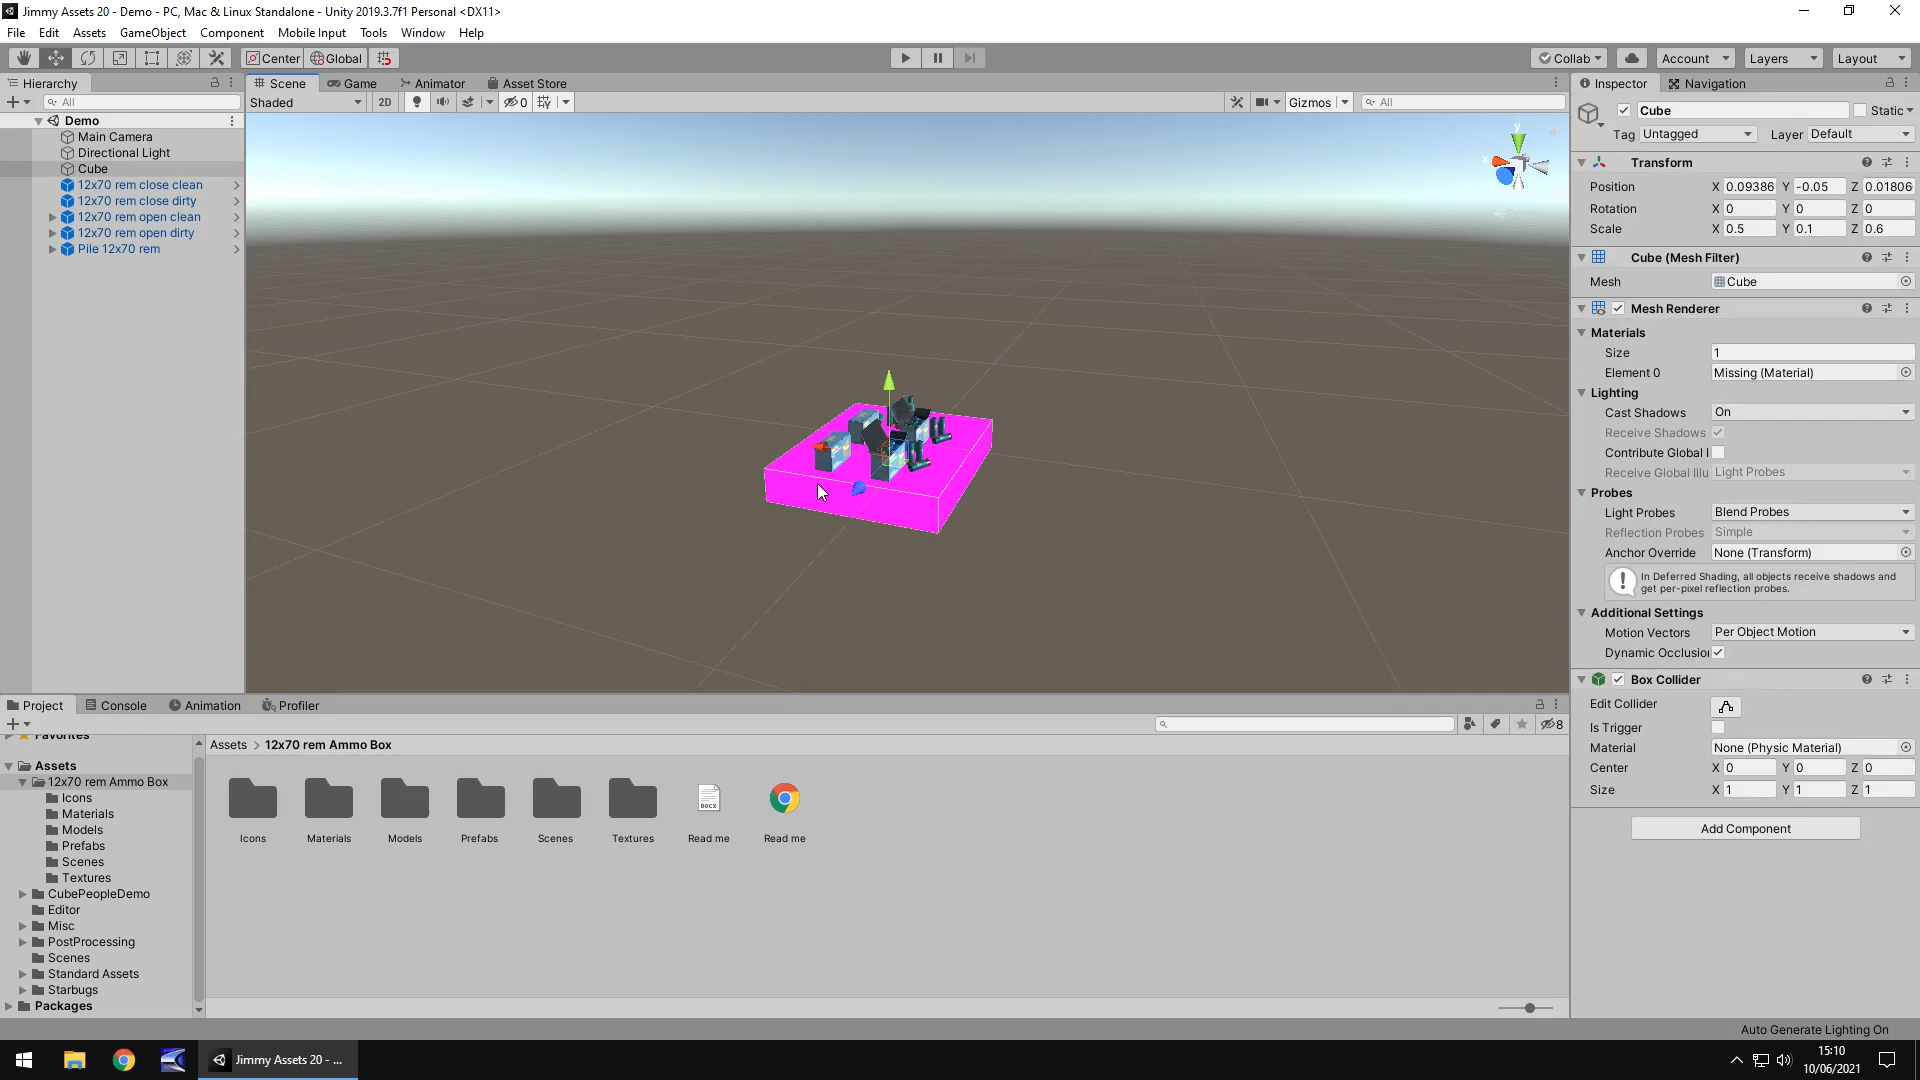 Jimmy Assets 20 - Demo - PC, Mac & Linux Standalone - Unity 2019.3.7f1 Personal <DX11>
File Edit Assets GameObject Component Mobile Input Tools Window Help
Center Global Collab Account Layers Layout
Hierarchy
All
Demo
Main Camera
Directional Light
Cube
12x70 rem close clean
12x70 rem close dirty
12x70 rem open clean
12x70 rem open dirty
Pile 12x70 rem
Scene Game Animator Asset Store
Shaded 2D 0 Gizmos All
y
x
Inspector Navigation
Cube Static
Tag Untagged Layer Default
Transform
Position X 0.09386 Y -0.05 Z 0.01806
Rotation X 0 Y 0 Z 0
Scale X 0.5 Y 0.1 Z 0.6
Cube (Mesh Filter)
Mesh Cube
Mesh Renderer
Materials
Size 1
Element 0 Missing (Material)
Lighting
Cast Shadows On
Receive Shadows
Contribute Global I
Receive Global Illu Light Probes
Probes
Light Probes Blend Probes
Reflection Probes Simple
Anchor Override None (Transform)
In Deferred Shading, all objects receive shadows and
get per-pixel reflection probes.
Additional Settings
Motion Vectors Per Object Motion
Dynamic Occlusion
Box Collider
Edit Collider
Is Trigger
Material None (Physic Material)
Center X 0 Y 0 Z 0
Size X 1 Y 1 Z 1
Add Component
Project Console Animation Profiler
8
Favorites
Assets
12x70 rem Ammo Box
Icons
Materials
Models
Prefabs
Scenes
Textures
CubePeopleDemo
Editor
Misc
PostProcessing
Scenes
Standard Assets
Starbugs
Packages
Assets > 12x70 rem Ammo Box
DOCX
Icons Materials Models Prefabs Scenes Textures Read me Read me
Auto Generate Lighting On
Jimmy Assets 20 - ...
15:10
10/06/2021